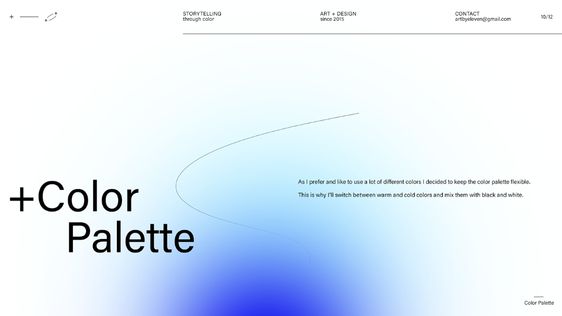 STORYTELLING
through color
ART + DESIGN
since 2015
CONTACT
artbyeleven@gmail.com
10/12
+Color
Palette
As I prefer and like to use a lot of different colors I decided to keep the color palette flexible.
This is why I'll switch between warm and cold colors and mix them with black and white.
Color Palette